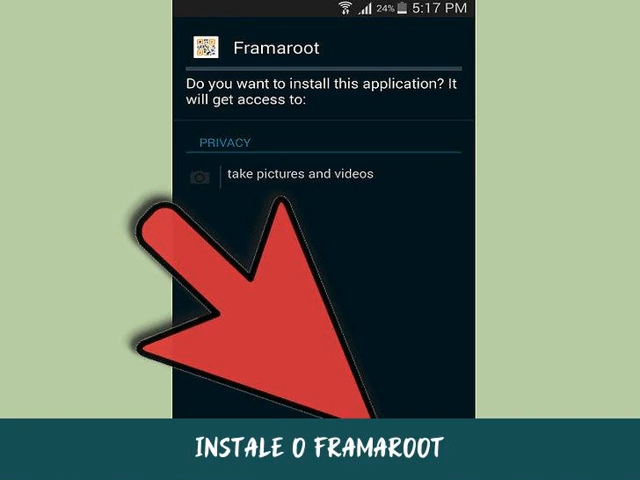 24% 5:17 PM
Framaroot
Do you want to install this application? It
will get access to:
PRIVACY
take pictures and videos
INSTALE O FRAMAROOT